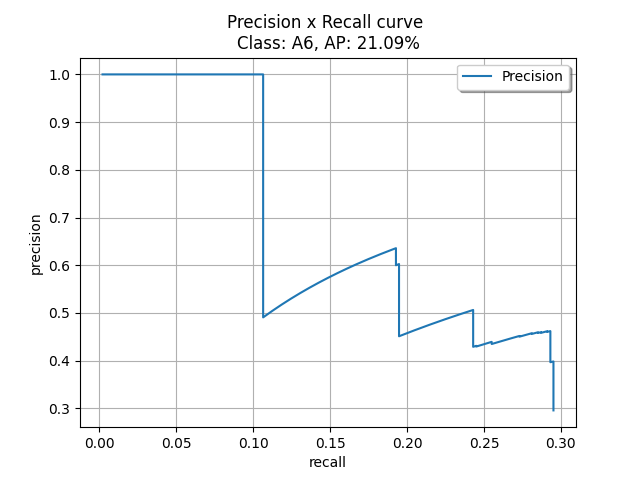 Precision x Recall curve
Class: A6, AP: 21.09%
Precision
1.0
0.9
0.8
0.7
0.6
0.5
0.4
0.3
precision
0.00 0.05 0.10 0.15 0.20 0.25 0.30
recall